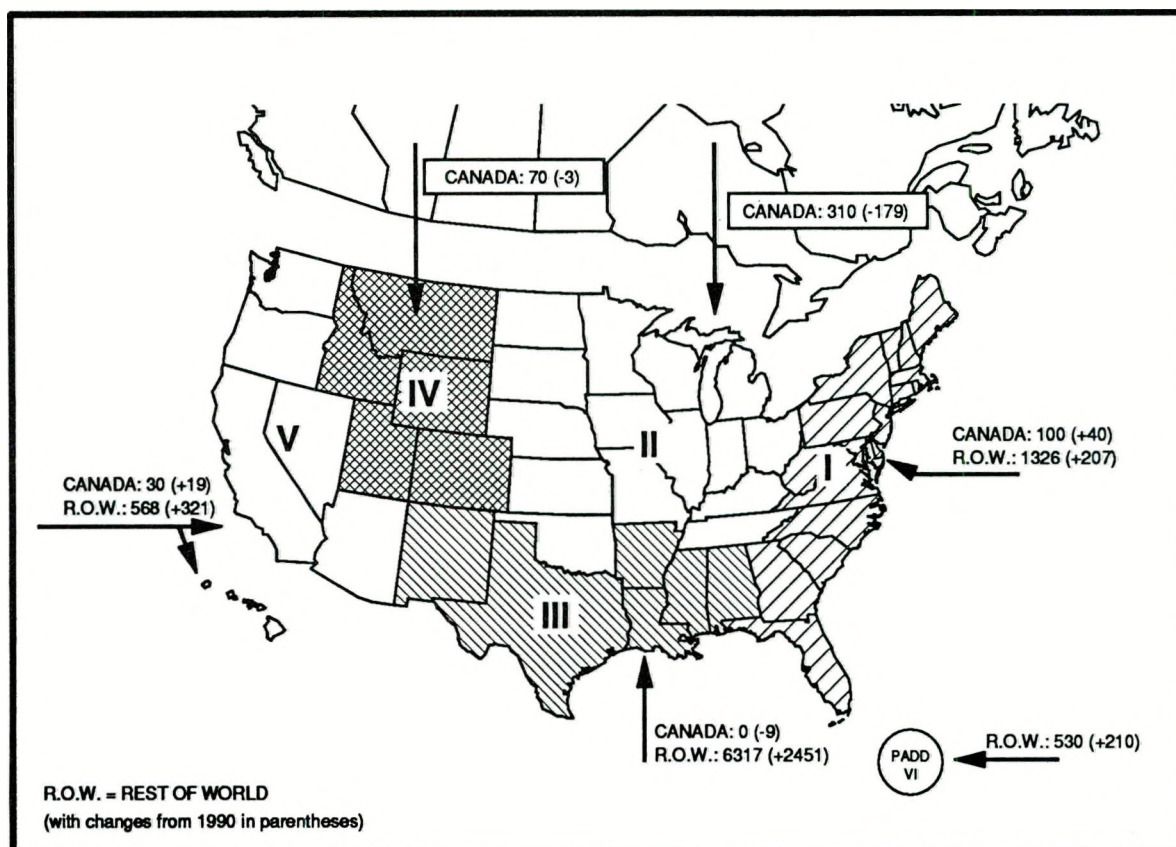 CANADA: 70 (-3)
CANADA: 310 (-179)
IV
V
II
I
CANADA: 100 (+40)
R.O.W.: 1326 (+207)
CANADA: 30 (+19)
R.O.W.: 568 (+321)
III
CANADA: 0 (-9)
R.O.W.: 6317 (+2451)
PADD
VI
R.O.W.: 530 (+210)
R.O.W. = REST OF WORLD
(with changes from 1990 in parentheses)